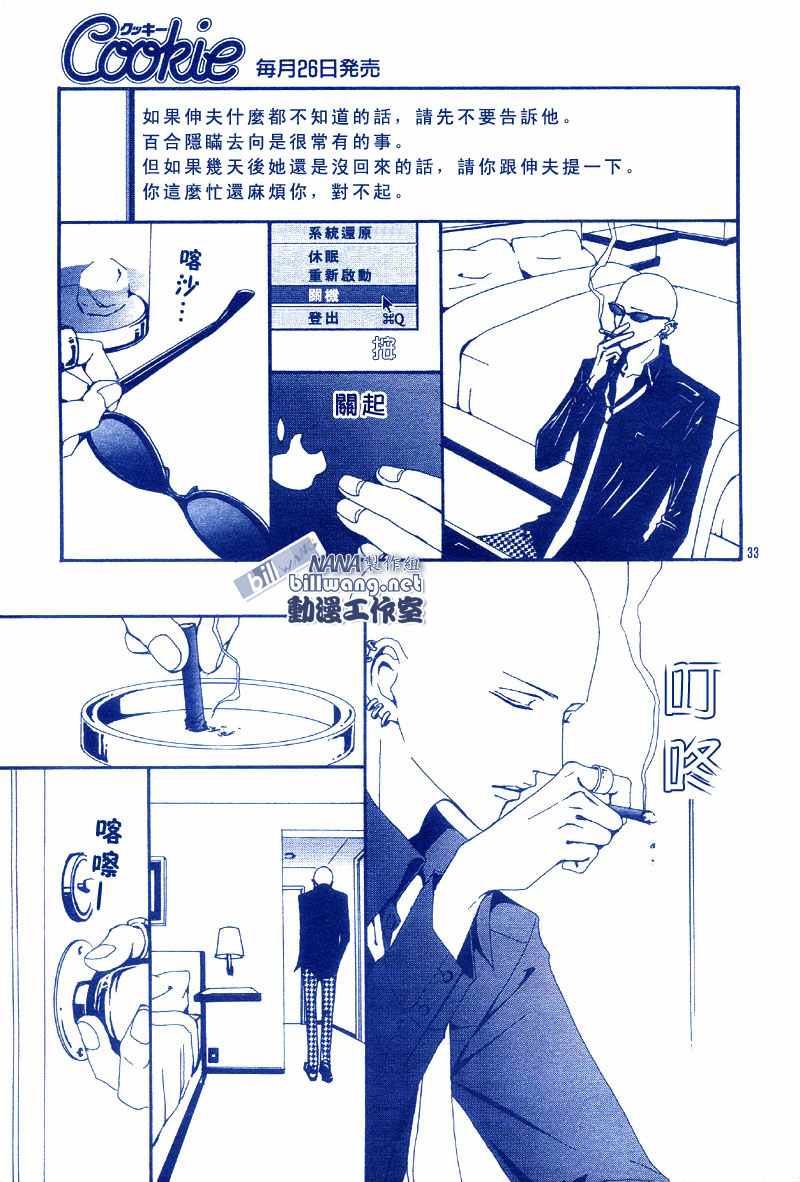 クッキー
Cookie
毎月26日発売
如果伸夫什麼都不知道的話，請先不要告訴他。
百合隱瞞去向是很常有的事。
但如果幾天後她還是沒回來的話，請你跟伸夫提一下。
你這麼忙還麻煩你，對不起。
系統還原
休眠
重新啟動
關機
登出 ⌘Q
關起
喀沙…
33
billwang
NANA製作組
billwang.net
動漫工作室
叮咚
喀嚓—